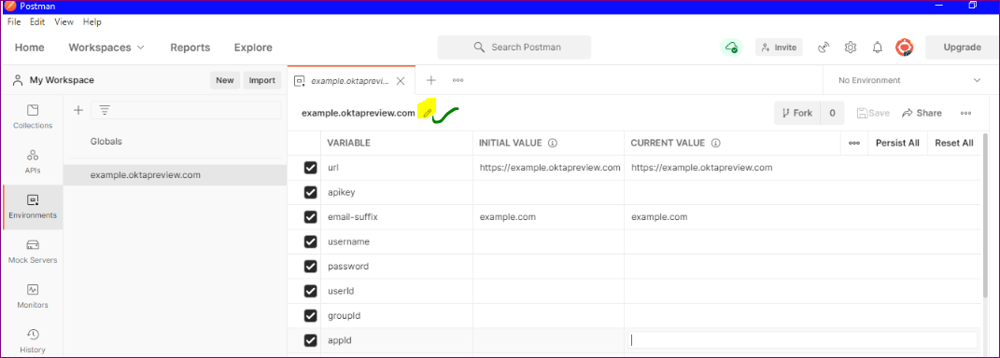 Postman
File Edit View Help
Home Workspaces Reports Explore Search Postman Invite Upgrade
My Workspace New Import example.oktaprevi... No Environment
example.oktapreview.com Fork 0 Save Share
Collections
Globals
VARIABLE INITIAL VALUE CURRENT VALUE Persist All Reset All
APIs
example.oktapreview.com
url https://example.oktapreview.com https://example.oktapreview.com
apikey
Environments
email-suffix example.com example.com
username
Mock Servers
password
userId
Monitors
groupId
History
appId